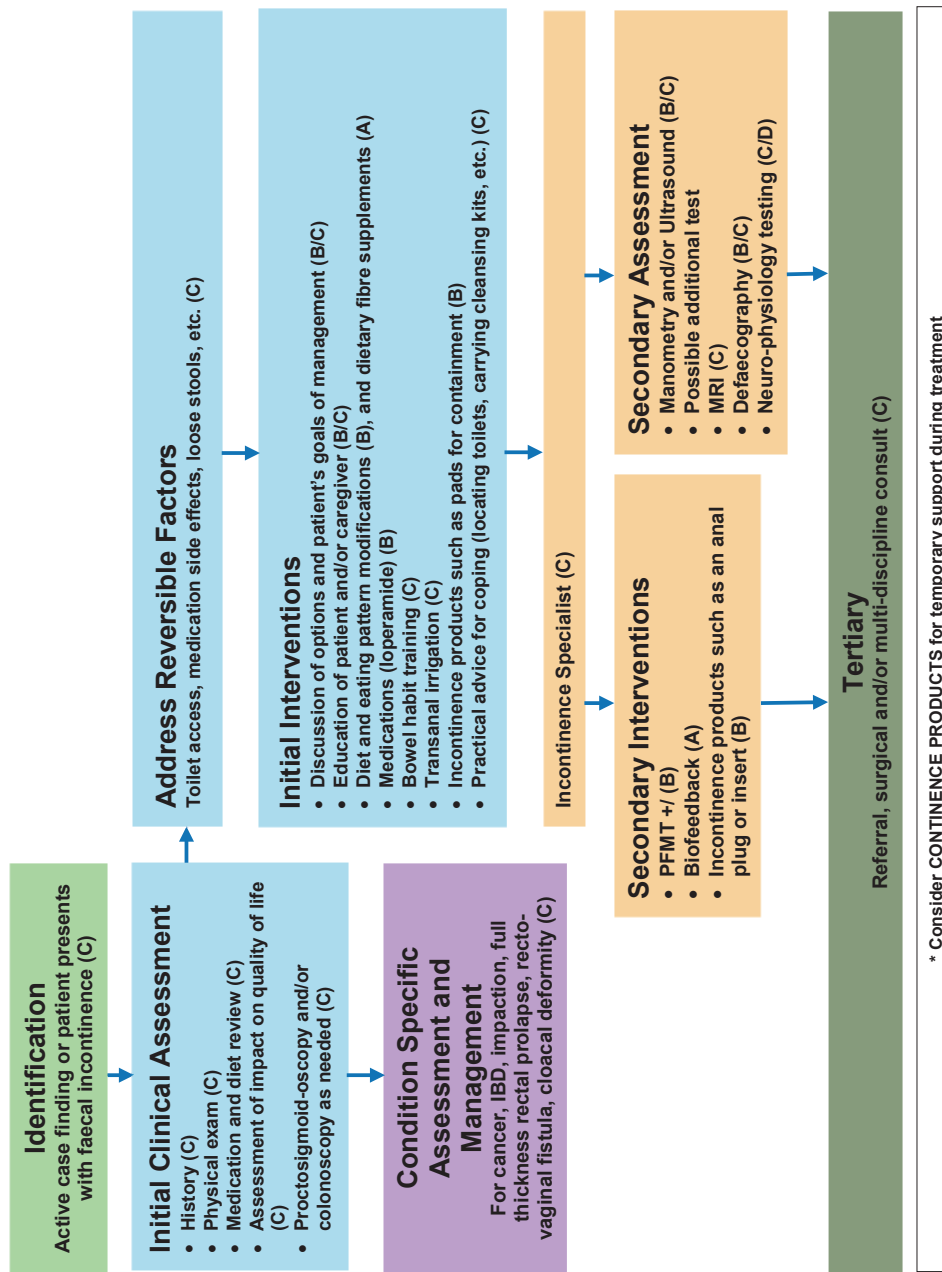 Identification
Active case finding or patient presents
with faecal incontinence (C)
Initial Clinical Assessment
• History (C)
• Physical exam (C)
• Medication and diet review (C)
• Assessment of impact on quality of life
(C)
• Proctosigmoid-oscopy and/or
colonoscopy as needed (C)
Condition Specific
Assessment and
Management
For cancer, IBD, impaction, full
thickness rectal prolapse, recto-
vaginal fistula, cloacal deformity (C)
Address Reversible Factors
Toilet access, medication side effects, loose stools, etc. (C)
Initial Interventions
• Discussion of options and patient’s goals of management (B/C)
• Education of patient and/or caregiver (B/C)
• Diet and eating pattern modifications (B), and dietary fibre supplements (A)
• Medications (loperamide) (B)
• Bowel habit training (C)
• Transanal irrigation (C)
• Incontinence products such as pads for containment (B)
• Practical advice for coping (locating toilets, carrying cleansing kits, etc.) (C)
Incontinence Specialist (C)
Secondary Interventions
• PFMT +/ (B)
• Biofeedback (A)
• Incontinence products such as an anal
plug or insert (B)
Secondary Assessment
• Manometry and/or Ultrasound (B/C)
• Possible additional test
• MRI (C)
• Defaecography (B/C)
• Neuro-physiology testing (C/D)
Tertiary
Referral, surgical and/or multi-discipline consult (C)
* Consider CONTINENCE PRODUCTS for temporary support during treatment